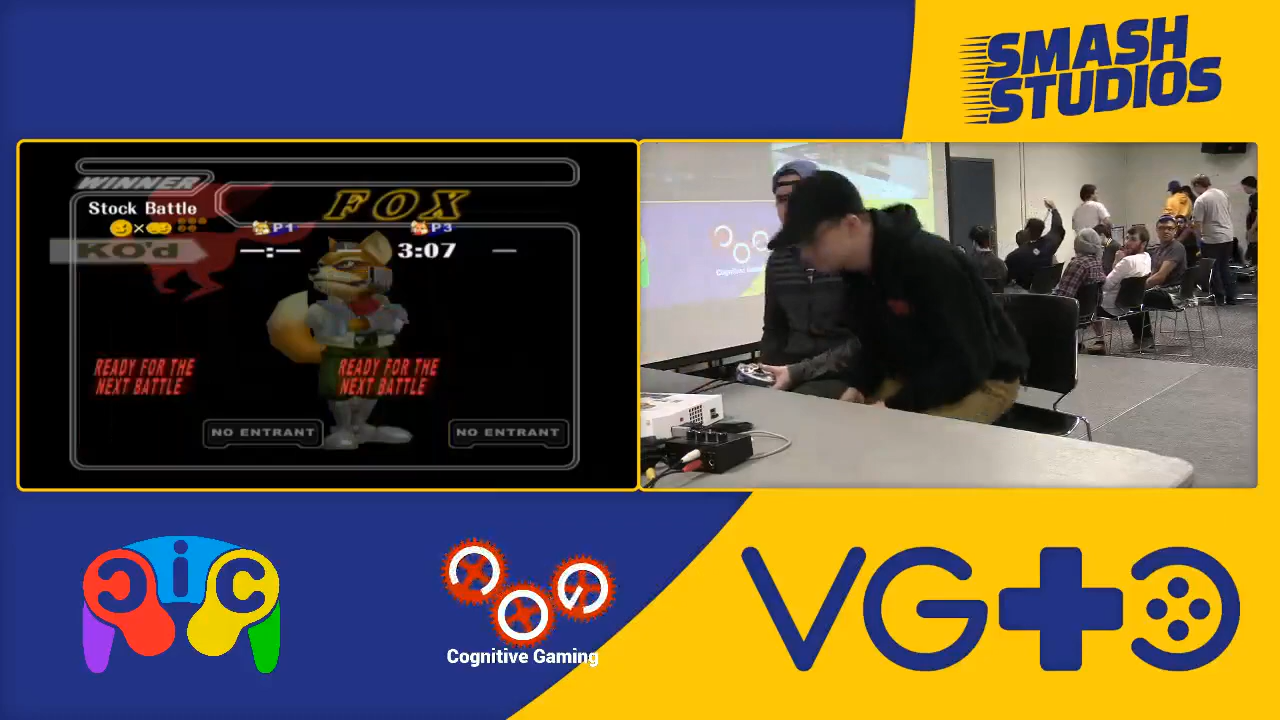 SMASH
STUDIOS
WINNER
FOX
Stock Battle
P1
P3
KO'd
—:—
3:07
—
READY FOR THE
NEXT BATTLE
READY FOR THE
NEXT BATTLE
NO ENTRANT
NO ENTRANT
CiC
Cognitive Gaming
VG